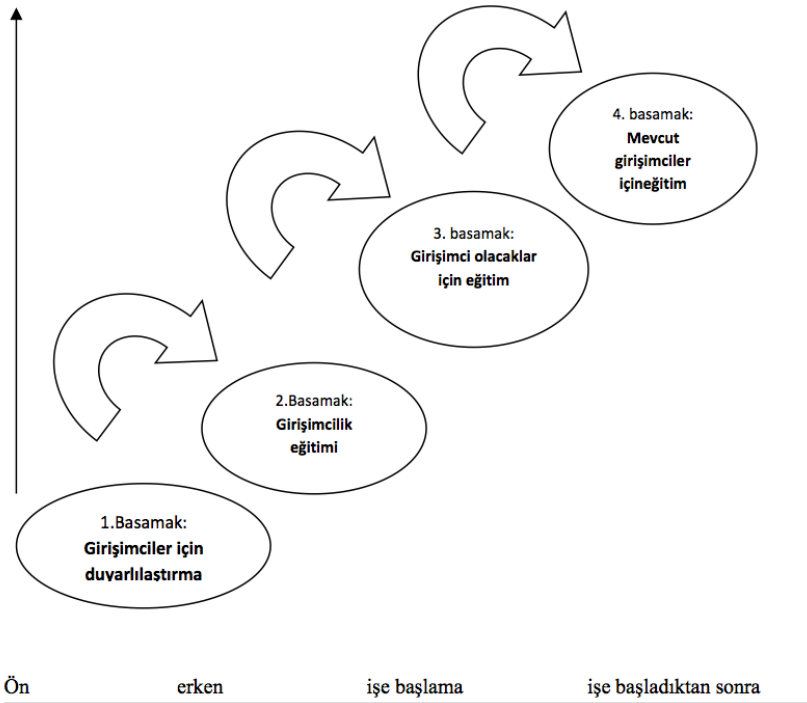 4. basamak:
Mevcut
girişimciler
içineğitim
3. basamak:
Girişimci olacaklar
için eğitim
2.Basamak:
Girişimcilik
eğitimi
1.Basamak:
Girişimciler için
duyarlılaştırma
Ön erken işe başlama işe başladıktan sonra